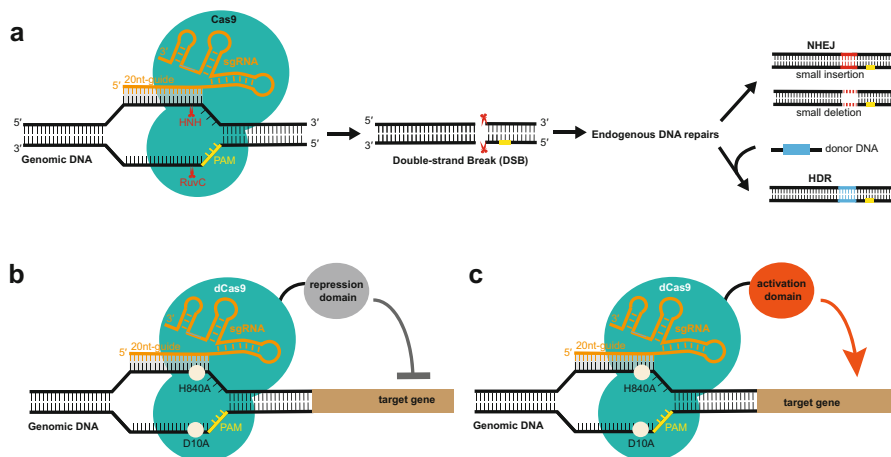 a
Cas9
3′
sgRNA
20nt-guide
5′
HNH
5′
3′
3′
5′
Genomic DNA
PAM
RuvC
5′
3′
3′
5′
Double-strand Break (DSB)
Endogenous DNA repairs
NHEJ
small insertion
small deletion
donor DNA
HDR
b
dCas9
repression
domain
3′
sgRNA
20nt-guide
5′
H840A
target gene
Genomic DNA
PAM
D10A
c
dCas9
activation
domain
3′
sgRNA
20nt-guide
5′
H840A
target gene
Genomic DNA
PAM
D10A